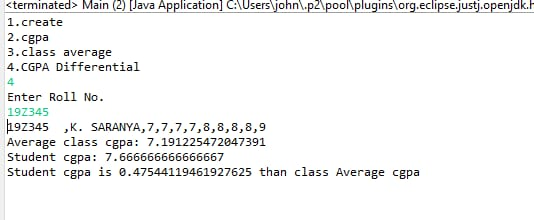 <terminated> Main (2) [Java Application] C:\Users\john\.p2\pool\plugins\org.eclipse.justj.openjdk.h
1.create
2.cgpa
3.class average
4.CGPA Differential
4
Enter Roll No.
19Z345
19Z345  ,K. SARANYA,7,7,7,7,8,8,8,8,9
Average class cgpa: 7.191225472047391
Student cgpa: 7.666666666666667
Student cgpa is 0.47544119461927625 than class Average cgpa